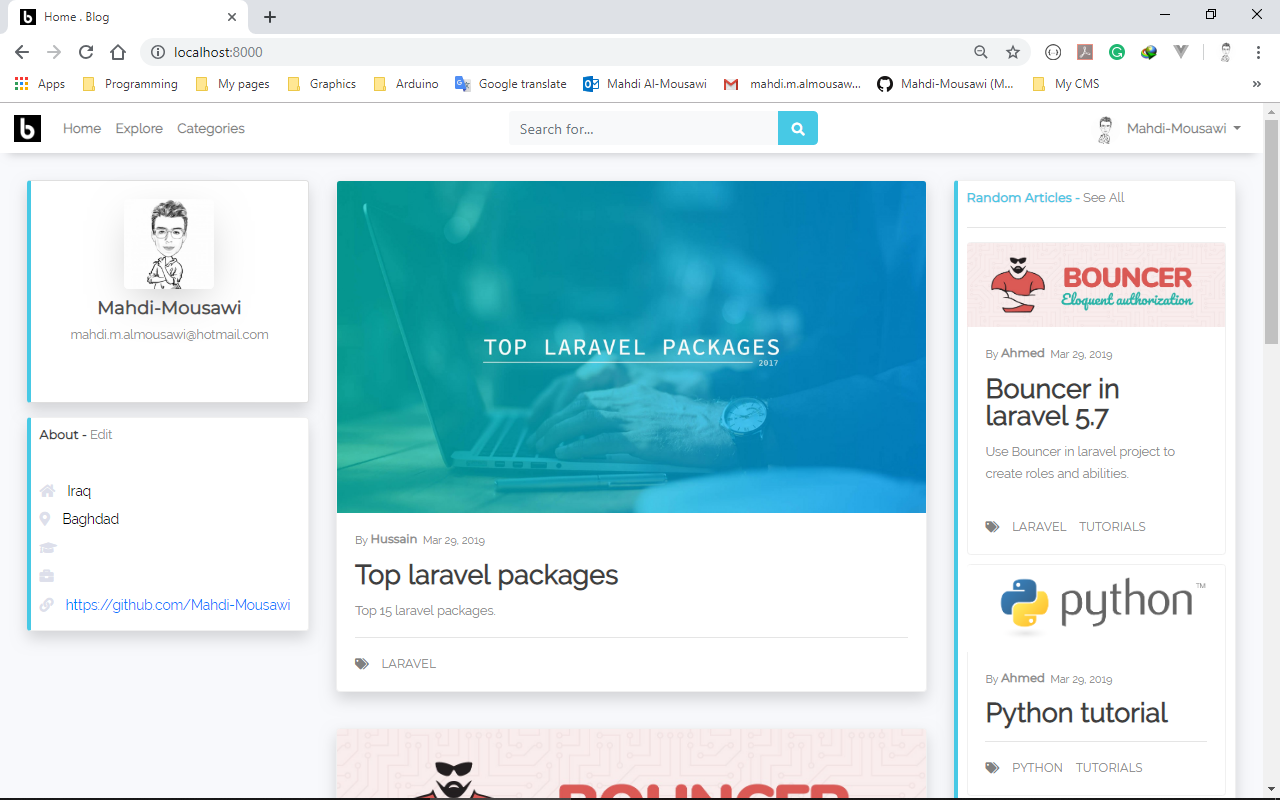 Home . Blog
localhost:8000
Apps
Programming
My pages
Graphics
Arduino
Google translate
Mahdi Al-Mousawi
mahdi.m.almousaw...
Mahdi-Mousawi (M...
My CMS
»
b
Home
Explore
Categories
Search for...
Mahdi-Mousawi
Mahdi-Mousawi
mahdi.m.almousawi@hotmail.com
About - Edit
Iraq
Baghdad
https://github.com/Mahdi-Mousawi
TOP LARAVEL PACKAGES
2017
By Hussain Mar 29, 2019
Top laravel packages
Top 15 laravel packages.
LARAVEL
BOUNCER
Random Articles - See All
BOUNCER
Eloquent authorization
By Ahmed Mar 29, 2019
Bouncer in
laravel 5.7
Use Bouncer in laravel project to
create roles and abilities.
LARAVEL TUTORIALS
python™
By Ahmed Mar 29, 2019
Python tutorial
PYTHON TUTORIALS